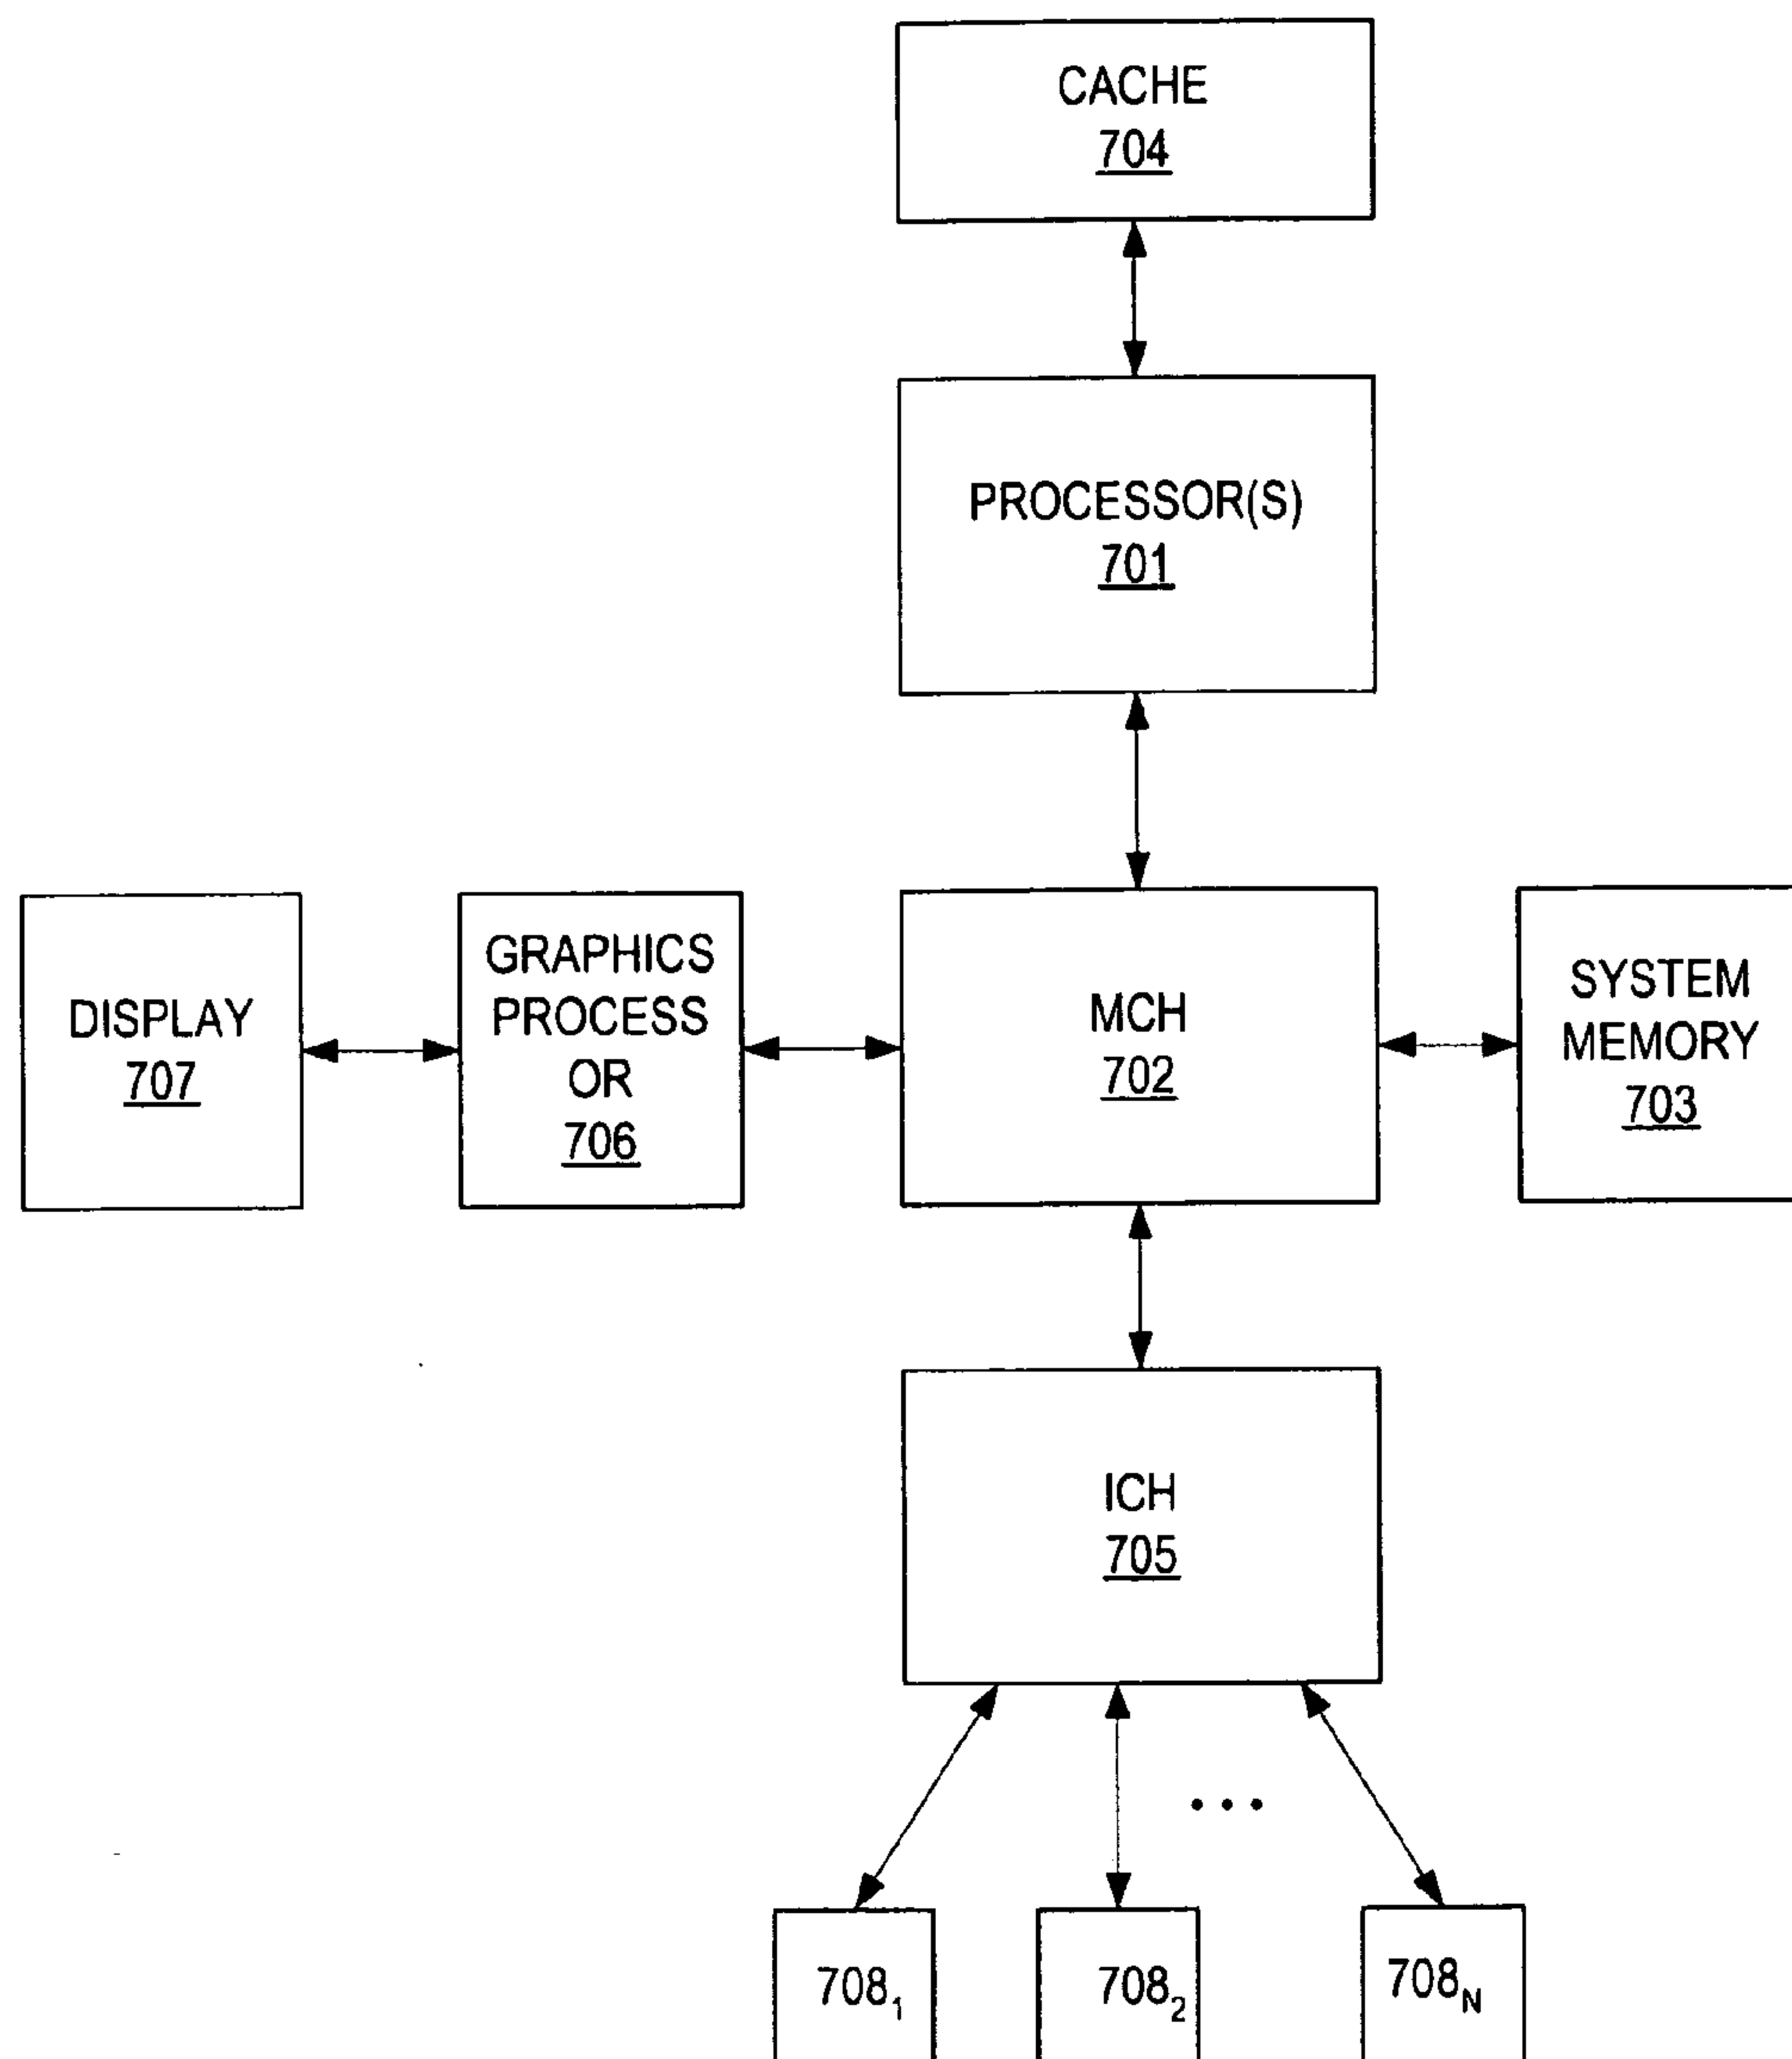 CACHE
704
PROCESSOR(S)
701
DISPLAY
707
GRAPHICS
PROCESS
OR
706
MCH
702
SYSTEM
MEMORY
703
ICH
705
• • •
708₁
708₂
708N